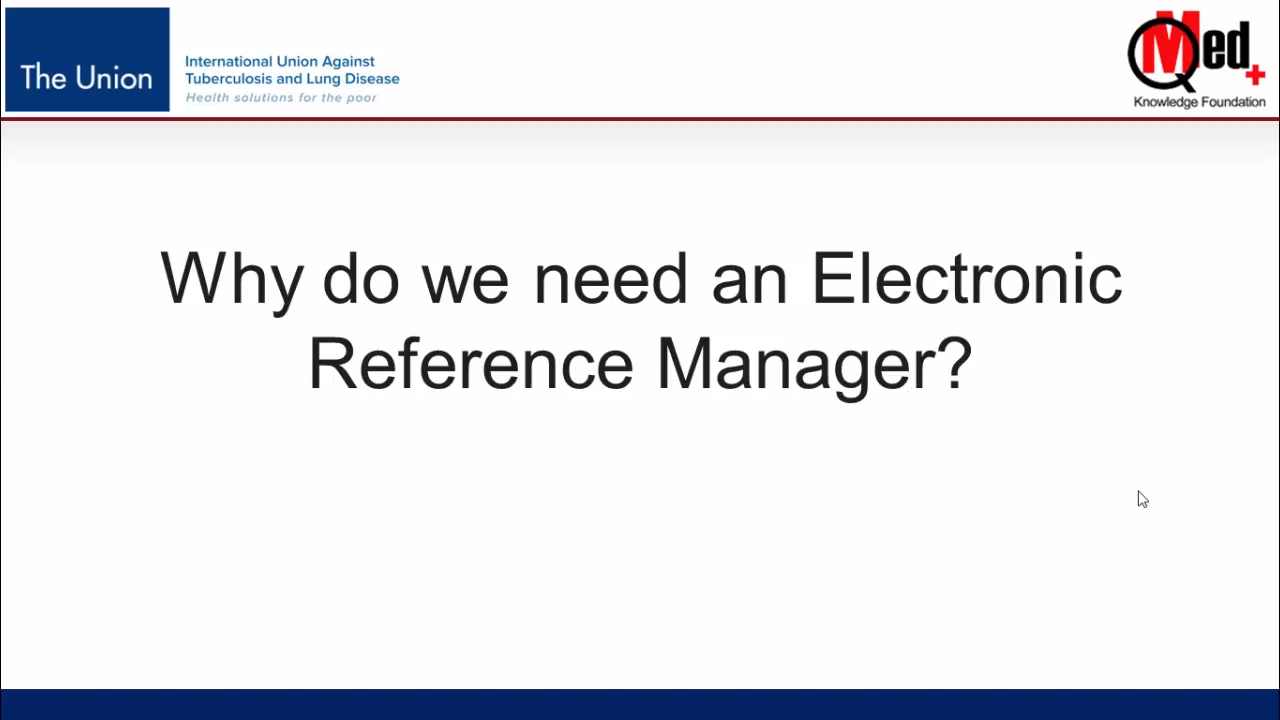 The Union
International Union Against
Tuberculosis and Lung Disease
Health solutions for the poor
QMed+
Knowledge Foundation
Why do we need an Electronic
Reference Manager?